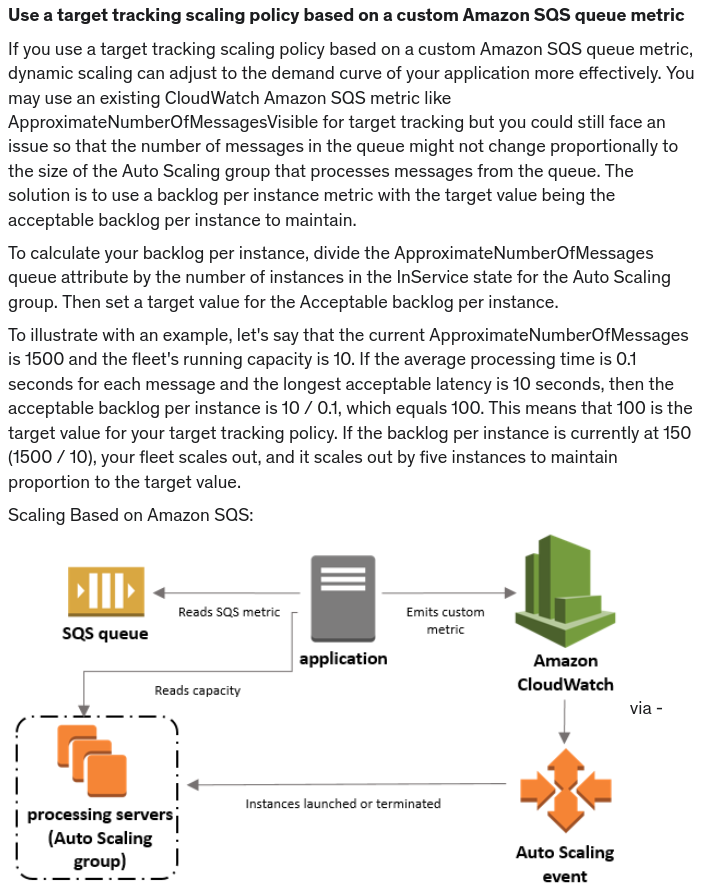 Use a target tracking scaling policy based on a custom Amazon SQS queue metric
If you use a target tracking scaling policy based on a custom Amazon SQS queue metric,
dynamic scaling can adjust to the demand curve of your application more effectively. You
may use an existing CloudWatch Amazon SQS metric like
ApproximateNumberOfMessagesVisible for target tracking but you could still face an
issue so that the number of messages in the queue might not change proportionally to
the size of the Auto Scaling group that processes messages from the queue. The
solution is to use a backlog per instance metric with the target value being the
acceptable backlog per instance to maintain.
To calculate your backlog per instance, divide the ApproximateNumberOfMessages
queue attribute by the number of instances in the InService state for the Auto Scaling
group. Then set a target value for the Acceptable backlog per instance.
To illustrate with an example, let's say that the current ApproximateNumberOfMessages
is 1500 and the fleet's running capacity is 10. If the average processing time is 0.1
seconds for each message and the longest acceptable latency is 10 seconds, then the
acceptable backlog per instance is 10 / 0.1, which equals 100. This means that 100 is the
target value for your target tracking policy. If the backlog per instance is currently at 150
(1500 / 10), your fleet scales out, and it scales out by five instances to maintain
proportion to the target value.
Scaling Based on Amazon SQS:
Reads SQS metric
Emits custom
metric
SQS queue
application
Amazon
CloudWatch
Reads capacity
via -
Instances launched or terminated
processing servers
(Auto Scaling
group)
Auto Scaling
event